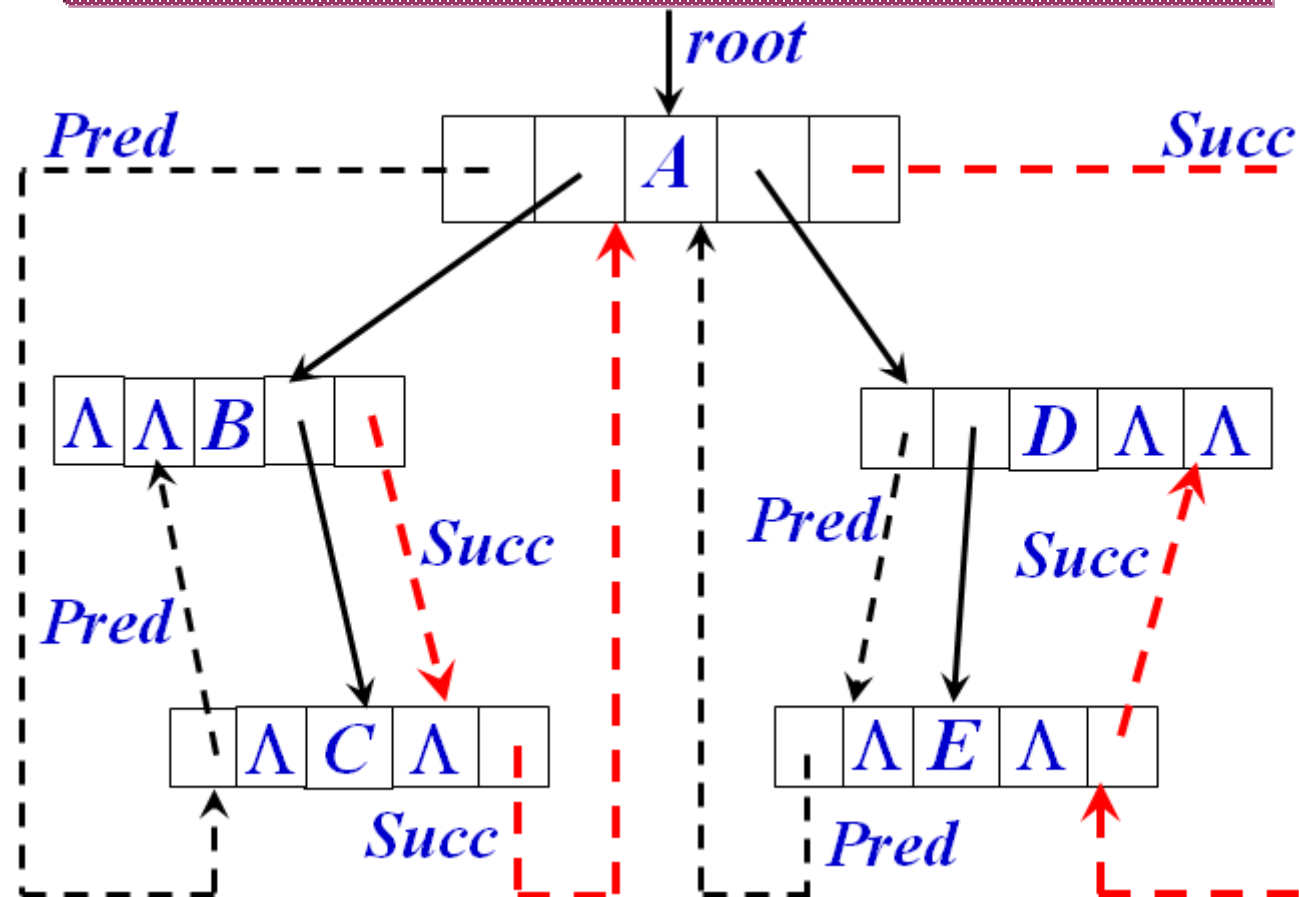 root
Pred Succ
A
Λ Λ B
D Λ Λ
Pred Succ
Succ
Pred
Λ C Λ
Λ E Λ
Succ Pred